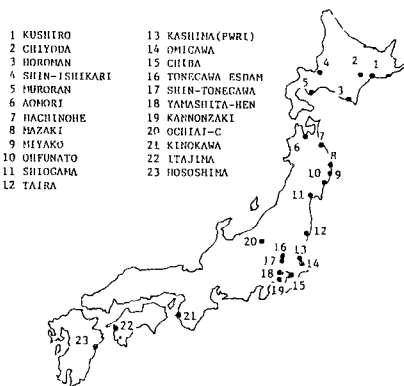 1 KUSHIRO
2 CHIYODA
3 HOROMAN
4 SHIN-ISHIKARI
5 MURORAN
6 AOMORI
7 HACHINOHE
8 MAZAKI
9 MIYAKO
10 OHFUNATO
11 SHIOGAMA
12 TAIRA
13 KASHIMA(PWRI)
14 OMIGAWA
15 CHIBA
16 TONEGAWA ESDAM
17 SHIN-TONEGAWA
18 YAMASHITA-HEN
19 KANNONZAKI
20 OCHIAI-C
21 KINOKAWA
22 ITAJIMA
23 HOSOSHIMA
4
2
1
5
3
6
7
8
9
10
11
12
20
16
17
13
14
18
15
19
21
22
23